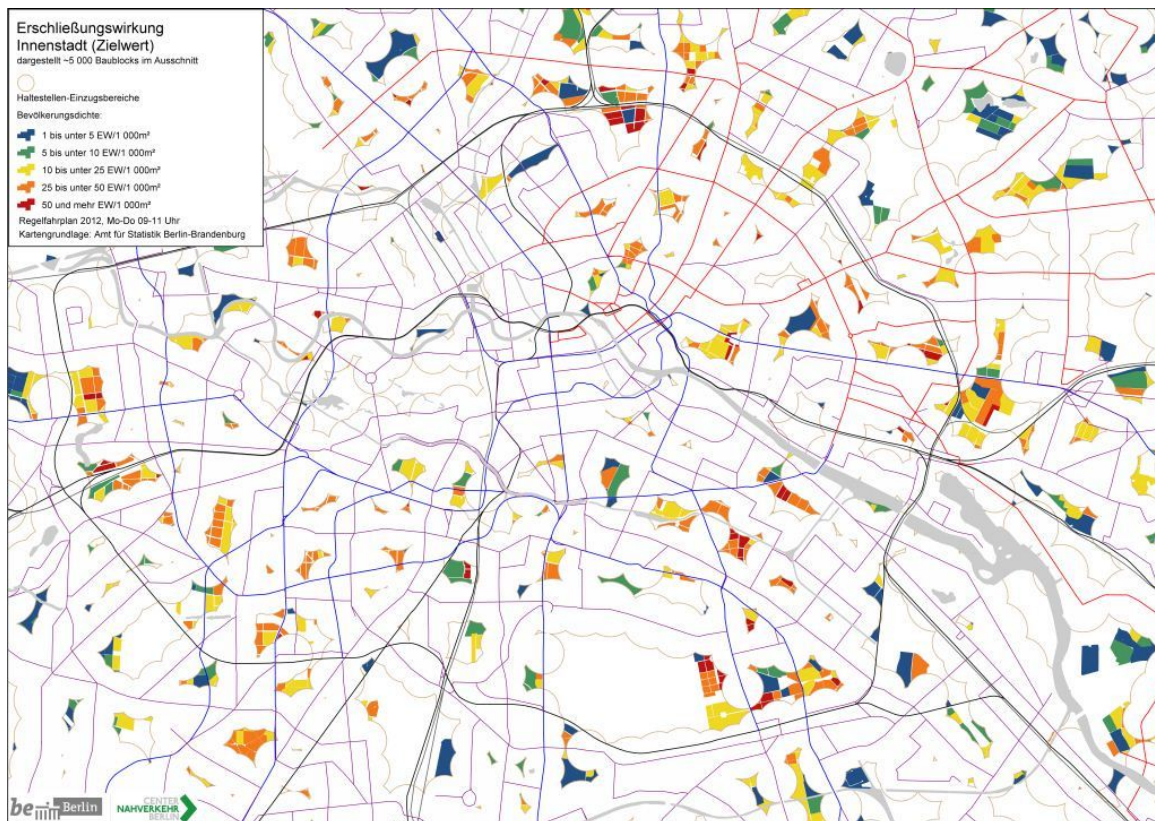 Erschließungswirkung
Innenstadt (Zielwert)
dargestellt ~5 000 Baublocks im Ausschnitt
Haltestellen-Einzugsbereiche
Bevölkerungsdichte:
1 bis unter 5 EW/1 000m²
5 bis unter 10 EW/1 000m²
10 bis unter 25 EW/1 000m²
25 bis unter 50 EW/1 000m²
50 und mehr EW/1 000m²
Regelfahrplan 2012, Mo-Do 09-11 Uhr
Kartengrundlage: Amt für Statistik Berlin-Brandenburg
be Berlin
CENTER
NAHVERKEHR
BERLIN